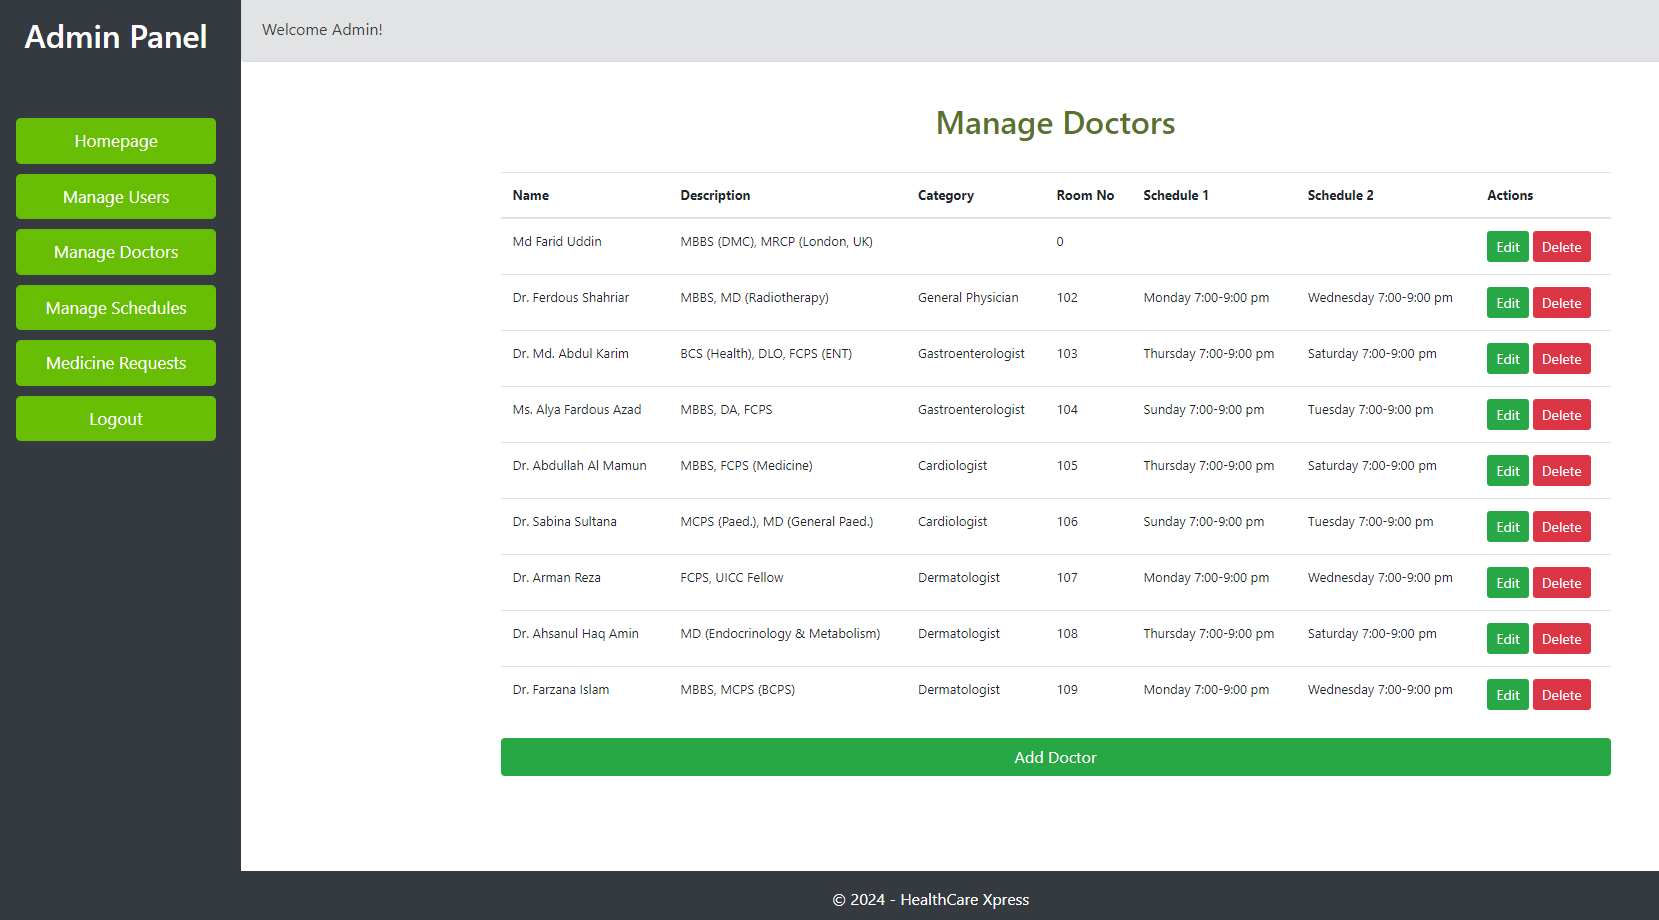 Admin Panel
Welcome Admin!
Homepage
Manage Users
Manage Doctors
Manage Schedules
Medicine Requests
Logout
Manage Doctors
Name Description Category Room No Schedule 1 Schedule 2 Actions
Md Farid Uddin MBBS (DMC), MRCP (London, UK) 0 Edit Delete
Dr. Ferdous Shahriar MBBS, MD (Radiotherapy) General Physician 102 Monday 7:00-9:00 pm Wednesday 7:00-9:00 pm Edit Delete
Dr. Md. Abdul Karim BCS (Health), DLO, FCPS (ENT) Gastroenterologist 103 Thursday 7:00-9:00 pm Saturday 7:00-9:00 pm Edit Delete
Ms. Alya Fardous Azad MBBS, DA, FCPS Gastroenterologist 104 Sunday 7:00-9:00 pm Tuesday 7:00-9:00 pm Edit Delete
Dr. Abdullah Al Mamun MBBS, FCPS (Medicine) Cardiologist 105 Thursday 7:00-9:00 pm Saturday 7:00-9:00 pm Edit Delete
Dr. Sabina Sultana MCPS (Paed.), MD (General Paed.) Cardiologist 106 Sunday 7:00-9:00 pm Tuesday 7:00-9:00 pm Edit Delete
Dr. Arman Reza FCPS, UICC Fellow Dermatologist 107 Monday 7:00-9:00 pm Wednesday 7:00-9:00 pm Edit Delete
Dr. Ahsanul Haq Amin MD (Endocrinology & Metabolism) Dermatologist 108 Thursday 7:00-9:00 pm Saturday 7:00-9:00 pm Edit Delete
Dr. Farzana Islam MBBS, MCPS (BCPS) Dermatologist 109 Monday 7:00-9:00 pm Wednesday 7:00-9:00 pm Edit Delete
Add Doctor
© 2024 - HealthCare Xpress